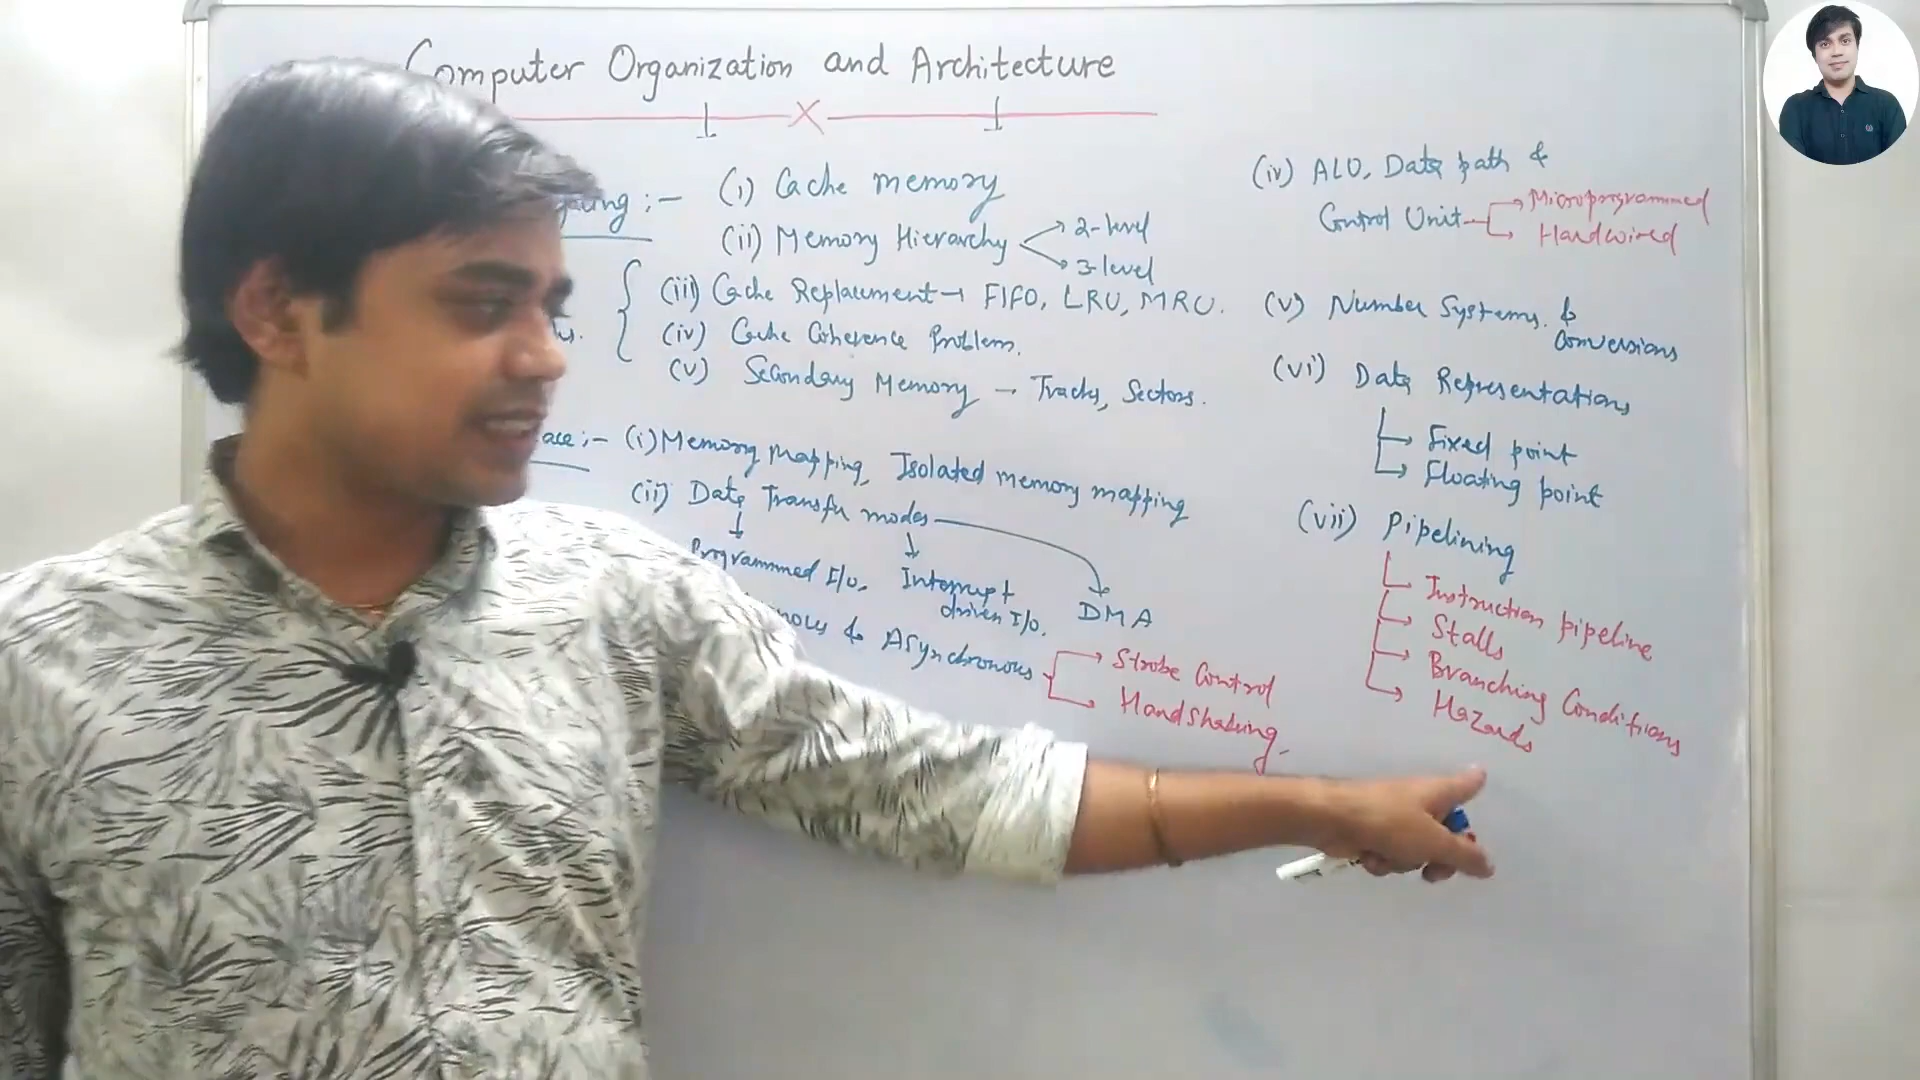 Computer Organization and Architecture
:- (i) Cache memory
(ii) Memory Hierarchy
2-level
3-level
(iii) Cache Replacement → FIFO, LRU, MRU.
(iv) Cache Coherence Problem.
(v) Secondary Memory - Tracks, Sectors.
ace :- (i) Memory mapping, Isolated memory mapping
(ii) Data Transfer modes
Programmed I/O.
Interrupt
driven I/O.
DMA
nous & Asynchronous
Strobe Control
Handshaking.
(iv) ALU, Data path &
Control Unit
Microprogrammed
Hardwired
(v) Number Systems. &
Conversions
(vi) Data Representations
Fixed point
Floating point
(vii) Pipelining
Instruction pipeline
Stalls
Branching Conditions
Hazards